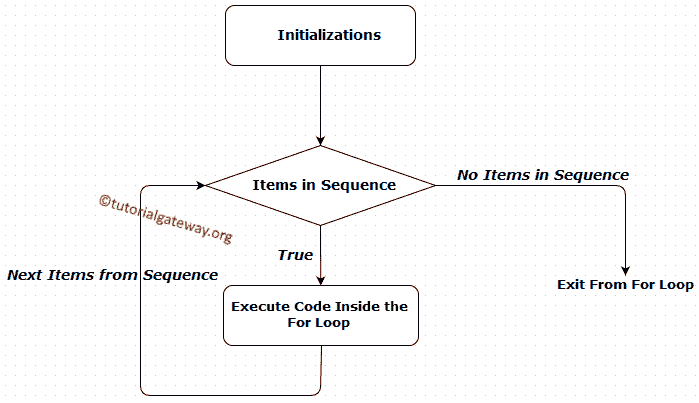 Initializations
Items in Sequence
No Items in Sequence
©tutorialgateway.org
True
Next Items from Sequence
Exit From For Loop
Execute Code Inside the
For Loop